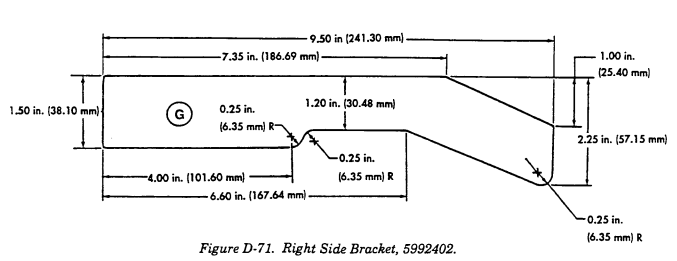 9.50 in (241.30 mm)
7.35 in. (186.69 mm)
1.00 in.
(25.40 mm)
1.50 in. (38.10 mm)
G
0.25 in.
(6.35 mm) R
1.20 in. (30.48 mm)
2.25 in. (57.15 mm)
0.25 in.
(6.35 mm) R
4.00 in. (101.60 mm)
6.60 in. (167.64 mm)
0.25 in.
(6.35 mm) R
Figure D-71. Right Side Bracket, 5992402.